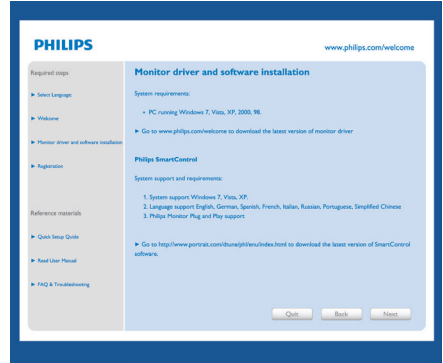 PHILIPS
www.philips.com/welcome
Required steps
Select Language
Welcome
Monitor driver and software installation
Registration
Reference materials
Quick Setup Guide
Read User Manual
FAQ & Troubleshooting
Monitor driver and software installation
System requirements:
• PC running Windows 7, Vista, XP, 2000, 98.
Go to www.philips.com/welcome to download the latest version of monitor driver
Philips SmartControl
System support and requirements:
1. System support Windows 7, Vista, XP.
2. Language support English, German, Spanish, French, Italian, Russian, Portuguese, Simplified Chinese
3. Philips Monitor Plug and Play support
Go to http://www.portrait.com/dtune/phl/enu/index.html to download the latest version of SmartControl
software.
Quit
Back
Next